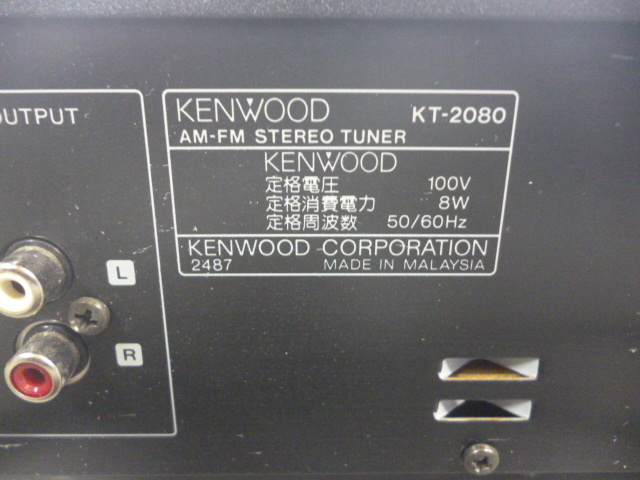 OUTPUT
KENWOOD KT-2080
AM-FM STEREO TUNER
KENWOOD
定格電圧 100V
定格消費電力 8W
定格周波数 50/60Hz
KENWOOD CORPORATION
2487 MADE IN MALAYSIA
L
R